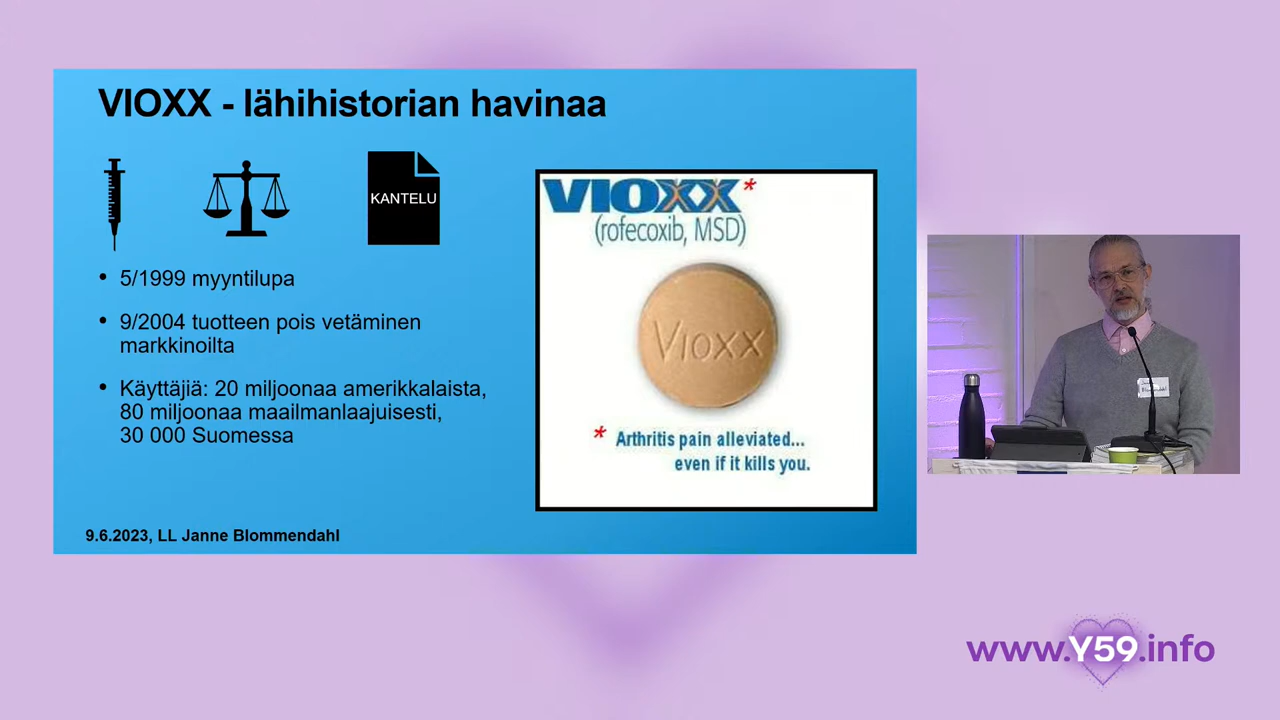 VIOXX - lähihistorian havinaa
KANTELU
• 5/1999 myyntilupa
• 9/2004 tuotteen pois vetäminen
markkinoilta
• Käyttäjiä: 20 miljoonaa amerikkalaista,
80 miljoonaa maailmanlaajuisesti,
30 000 Suomessa
VIOXX*
(rofecoxib, MSD)
VIOXX
* Arthritis pain alleviated...
even if it kills you.
9.6.2023, LL Janne Blommendahl
www.Y59.info